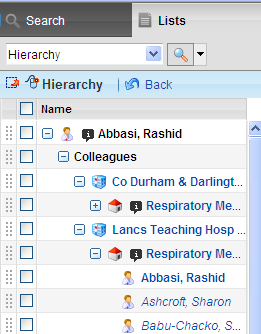 Search Lists
Hierarchy
Hierarchy Back
Name
Abbasi, Rashid
Colleagues
Co Durham & Darlingt...
Respiratory Me...
Lancs Teaching Hosp ...
Respiratory Me...
Abbasi, Rashid
Ashcroft, Sharon
Babu-Chacko, S...